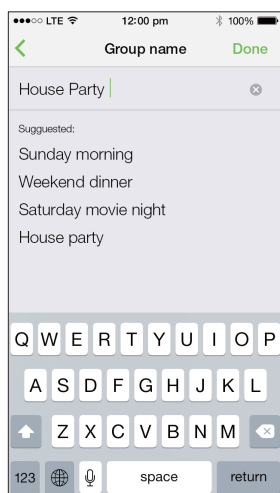 LTE 12:00 pm 100%
Group name Done
House Party
Sugguested:
Sunday morning
Weekend dinner
Saturday movie night
House party
Q W E R T Y U I O P
A S D F G H J K L
Z X C V B N M
123 space return